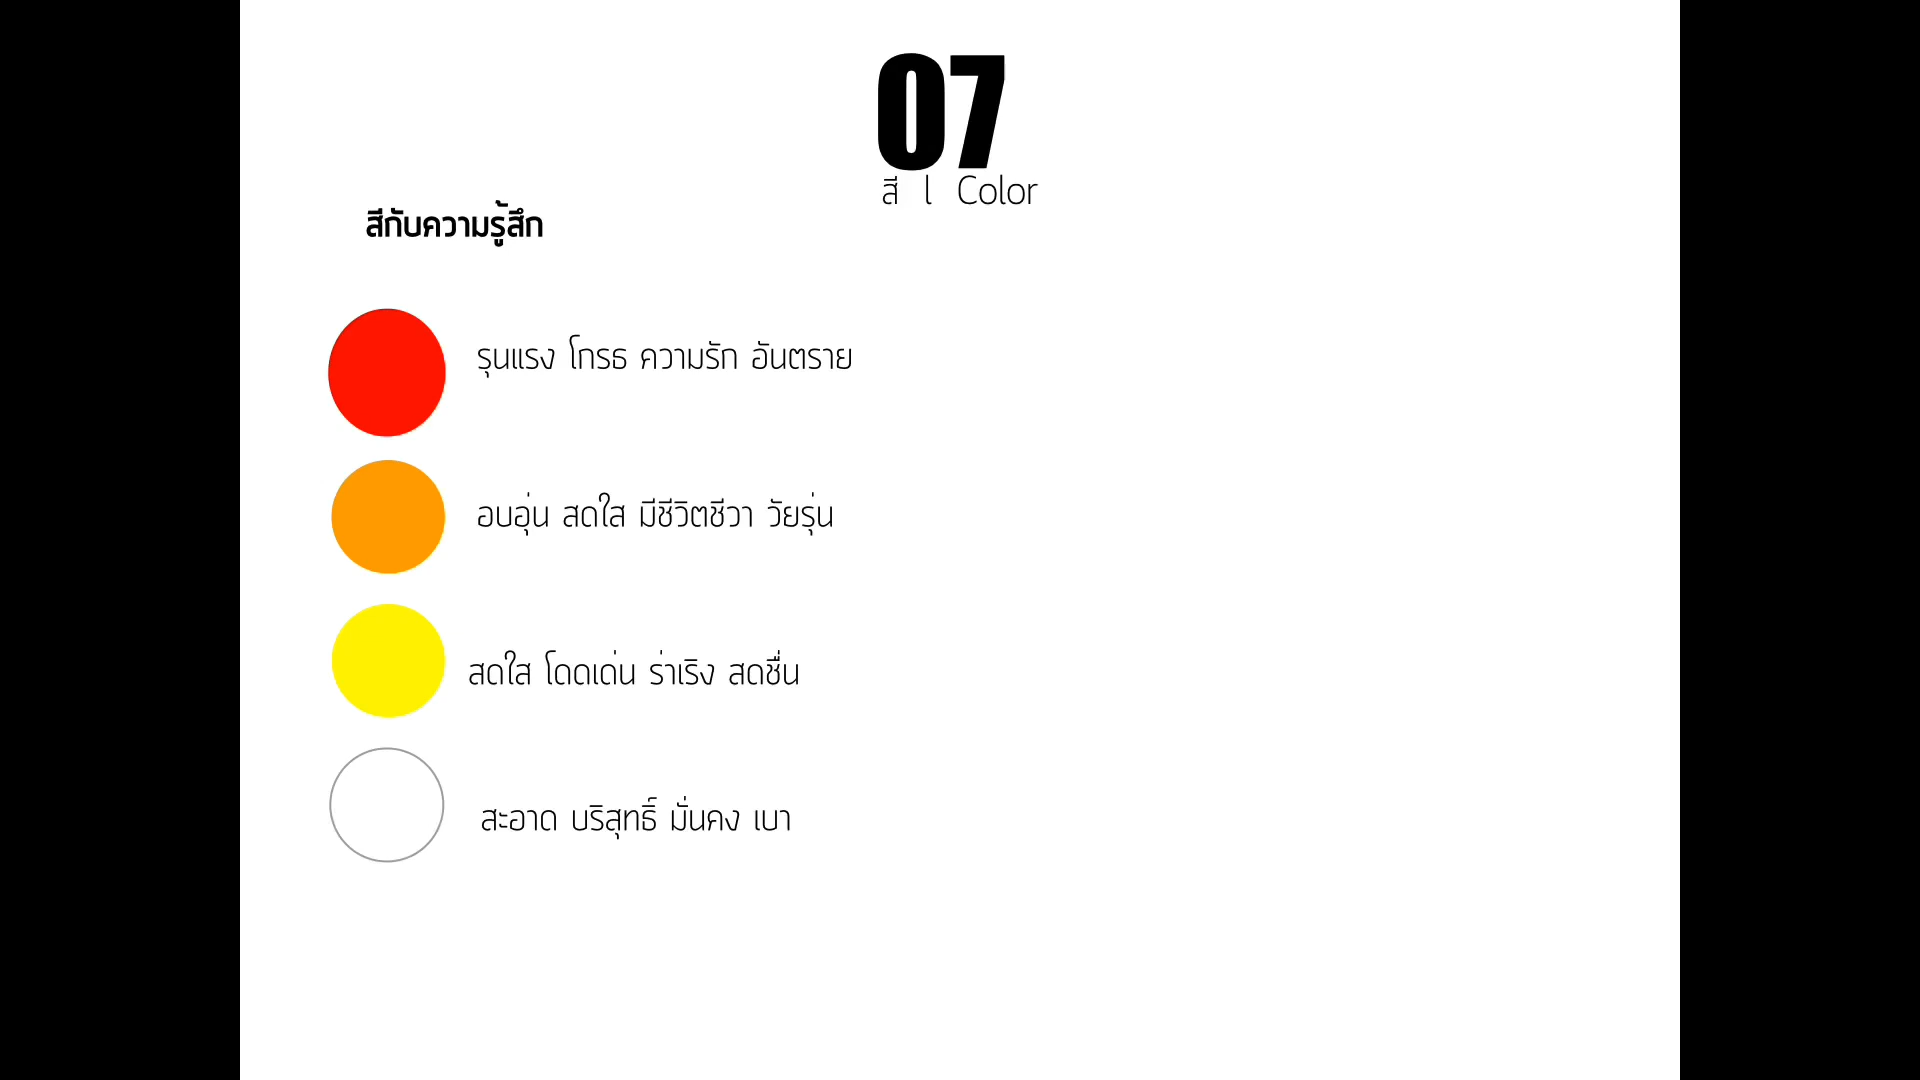 07
สี l Color
สีกับความรู้สึก
รุนแรง โกรธ ความรัก อันตราย
อบอุ่น สดใส มีชีวิตชีวา วัยรุ่น
สดใส โดดเด่น ร่าเริง สดชื่น
สะอาด บริสุทธิ์ มั่นคง เบา